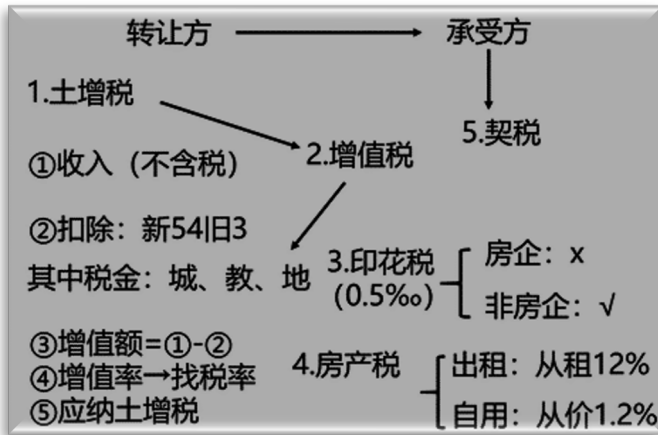 转让方
承受方
1.土增税
5.契税
2.增值税
①收入（不含税）
②扣除：新54旧3
其中税金：城、教、地
3.印花税
(0.5‰)
房企：x
非房企：√
③增值额=①-②
④增值率→找税率
⑤应纳土增税
4.房产税
出租：从租12%
自用：从价1.2%